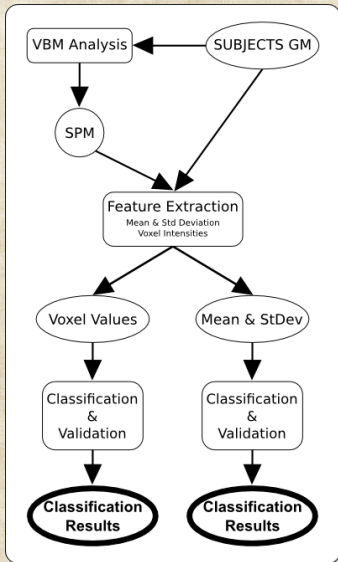 VBM Analysis
SUBJECTS GM
SPM
Feature Extraction
Mean & Std Deviation
Voxel Intensities
Voxel Values
Mean & StDev
Classification
&
Validation
Classification
&
Validation
Classification
Results
Classification
Results